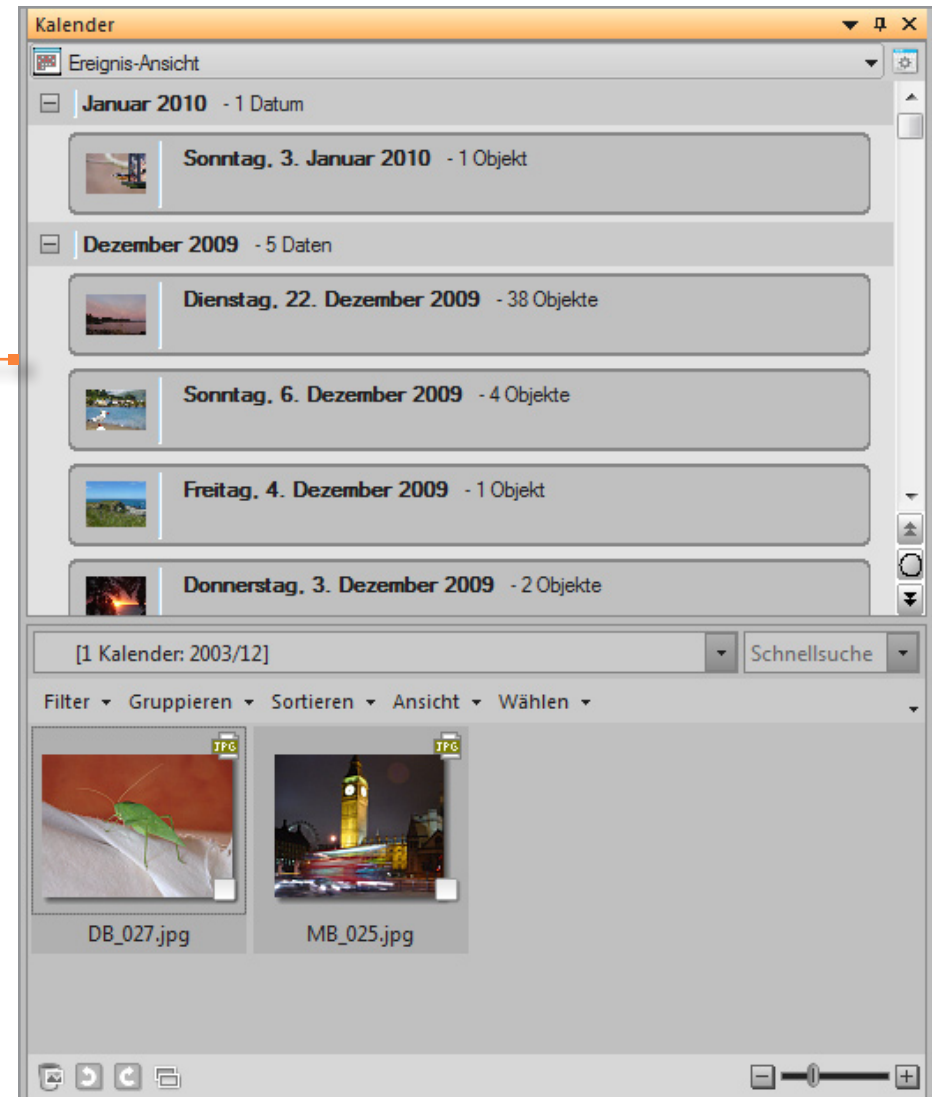 Kalender
Ereignis-Ansicht
Januar 2010 - 1 Datum
Sonntag, 3. Januar 2010 - 1 Objekt
Dezember 2009 - 5 Daten
Dienstag, 22. Dezember 2009 - 38 Objekte
Sonntag, 6. Dezember 2009 - 4 Objekte
Freitag, 4. Dezember 2009 - 1 Objekt
Donnerstag, 3. Dezember 2009 - 2 Objekte
[1 Kalender: 2003/12] Schnellsuche
Filter Gruppieren Sortieren Ansicht Wählen
JPG JPG
DB_027.jpg MB_025.jpg